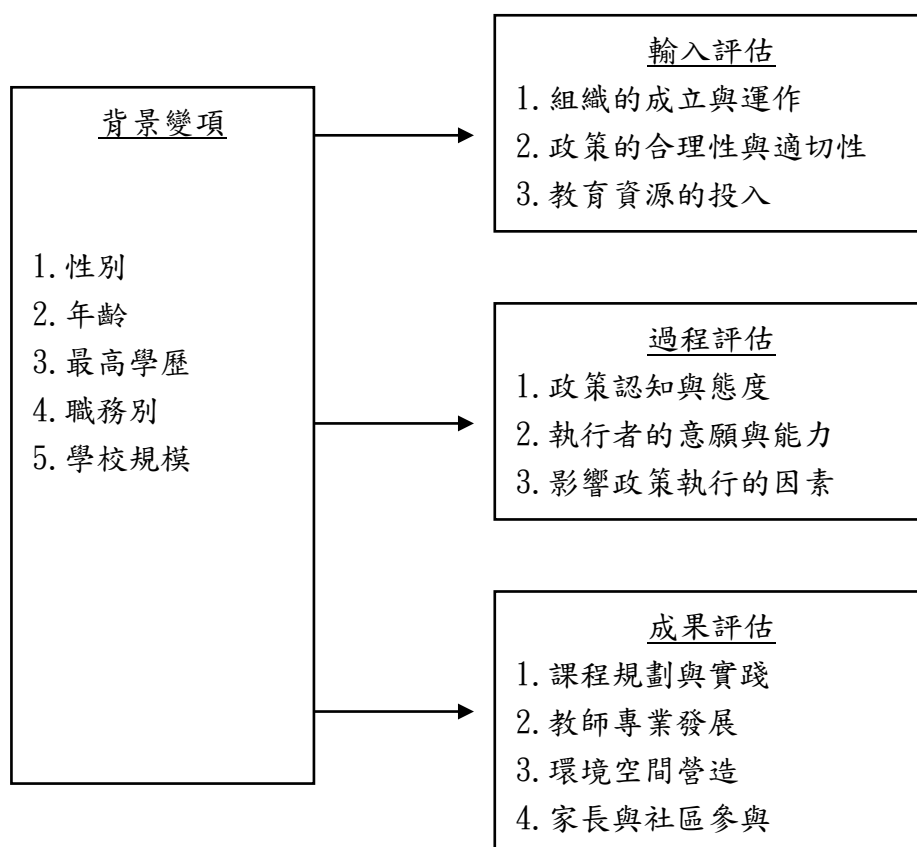 背景變項
1.性別
2.年齡
3.最高學歷
4.職務別
5.學校規模
輸入評估
1.組織的成立與運作
2.政策的合理性與適切性
3.教育資源的投入
過程評估
1.政策認知與態度
2.執行者的意願與能力
3.影響政策執行的因素
成果評估
1.課程規劃與實踐
2.教師專業發展
3.環境空間營造
4.家長與社區參與